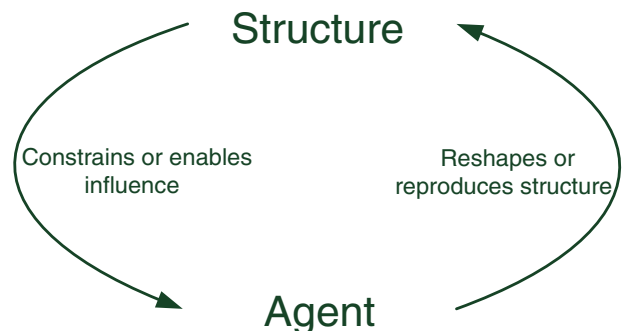 Structure
Constrains or enables
influence
Reshapes or
reproduces structure
Agent